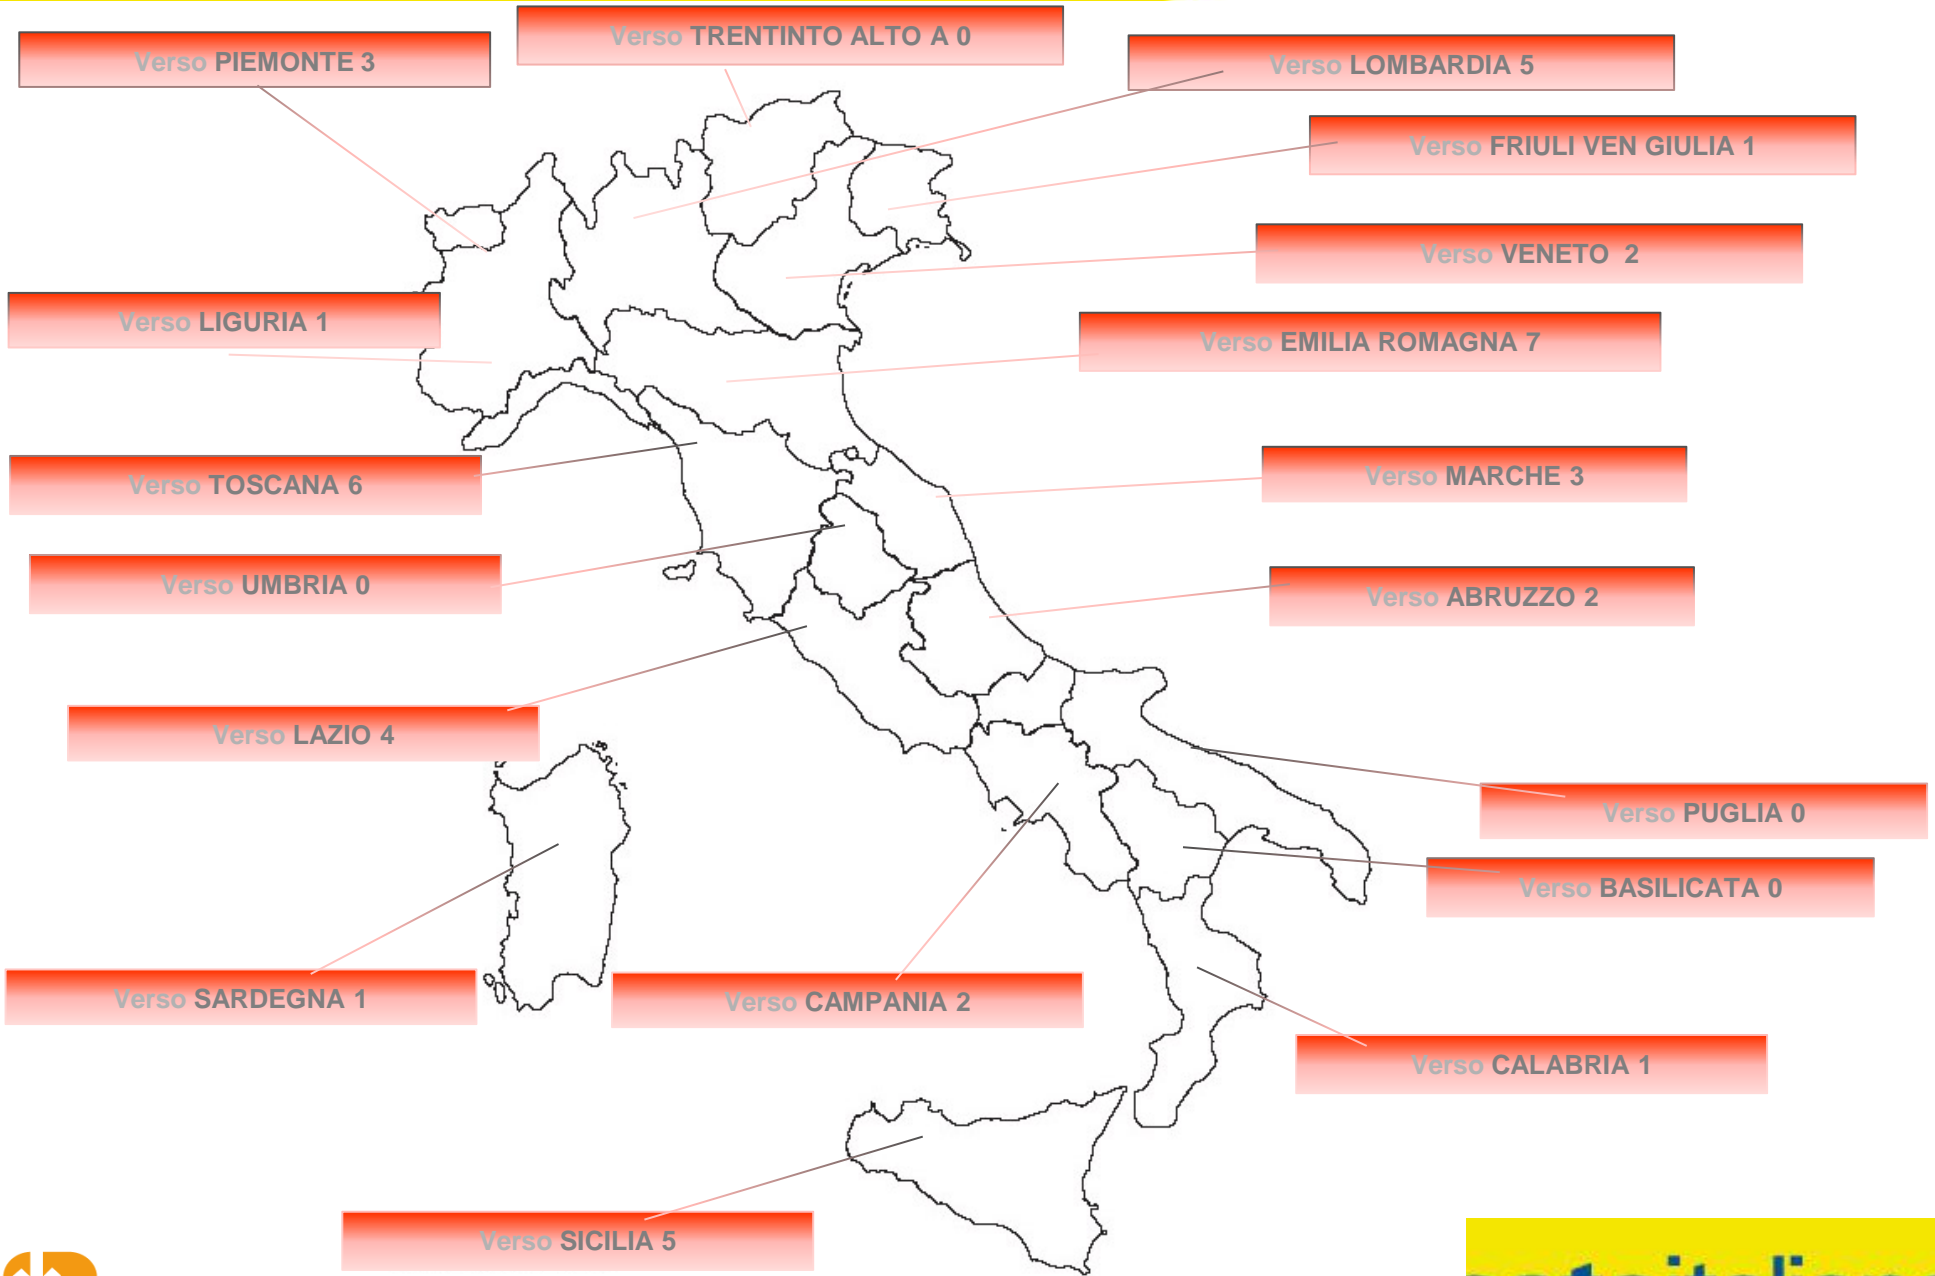 Verso TRENTINTO ALTO A 0
Verso PIEMONTE 3
Verso LOMBARDIA 5
Verso FRIULI VEN GIULIA 1
Verso VENETO 2
Verso LIGURIA 1
Verso EMILIA ROMAGNA 7
Verso TOSCANA 6
Verso MARCHE 3
Verso UMBRIA 0
Verso ABRUZZO 2
Verso LAZIO 4
Verso PUGLIA 0
Verso BASILICATA 0
Verso SARDEGNA 1
Verso CAMPANIA 2
Verso CALABRIA 1
Verso SICILIA 5